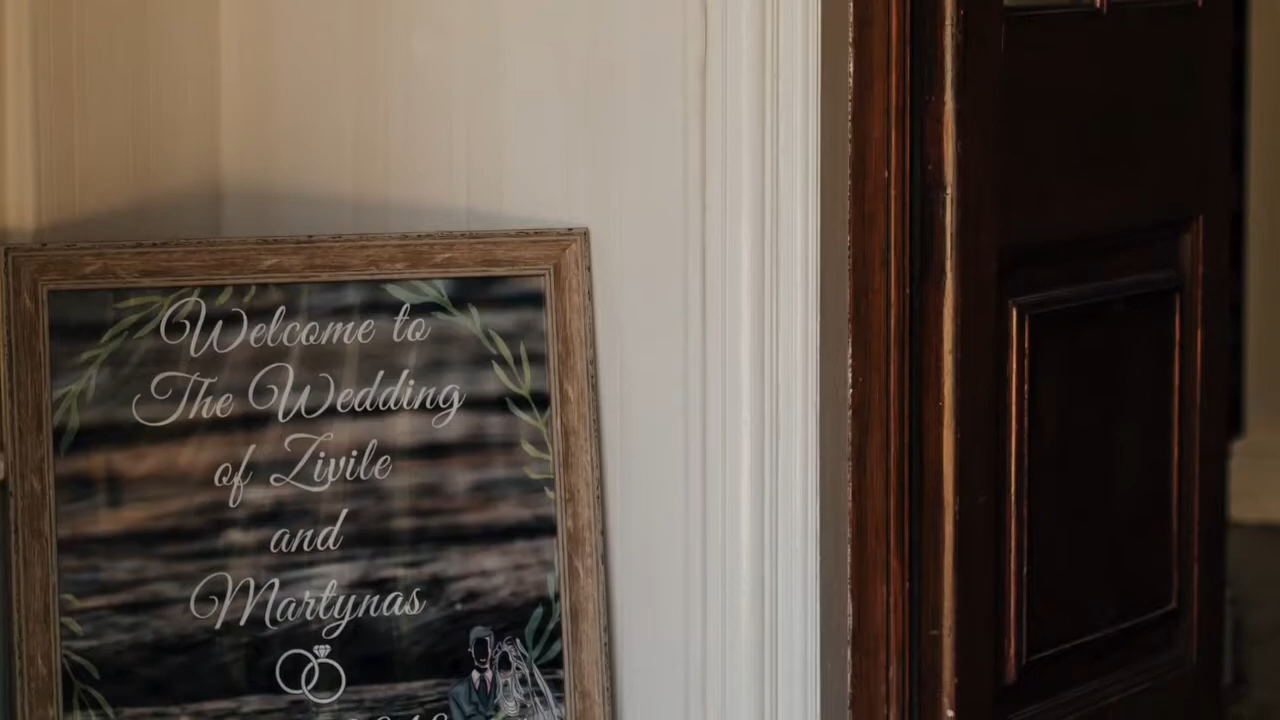 Welcome to
The Wedding
of Zivile
and
Martynas